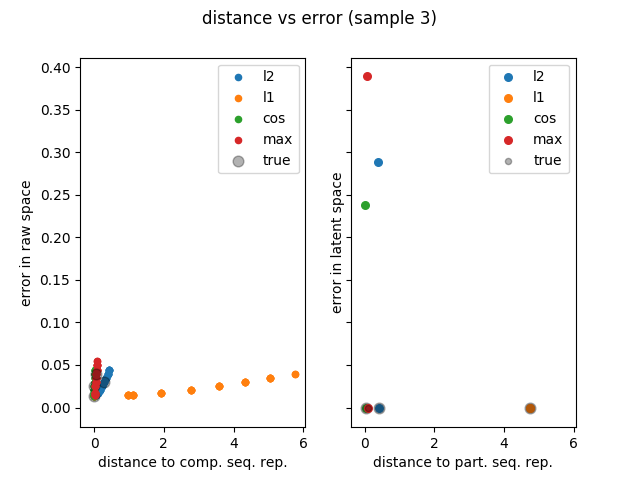 distance vs error (sample 3)
error in raw space
0.40
0.35
0.30
0.25
0.20
0.15
0.10
0.05
0.00
l2
l1
cos
max
true
0 2 4 6
distance to comp. seq. rep.
error in latent space
l2
l1
cos
max
true
0 2 4 6
distance to part. seq. rep.